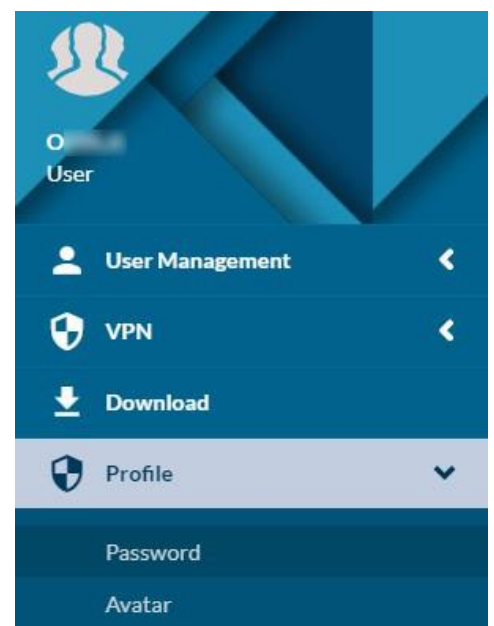 User
User Management
VPN
Download
Profile
Password
Avatar